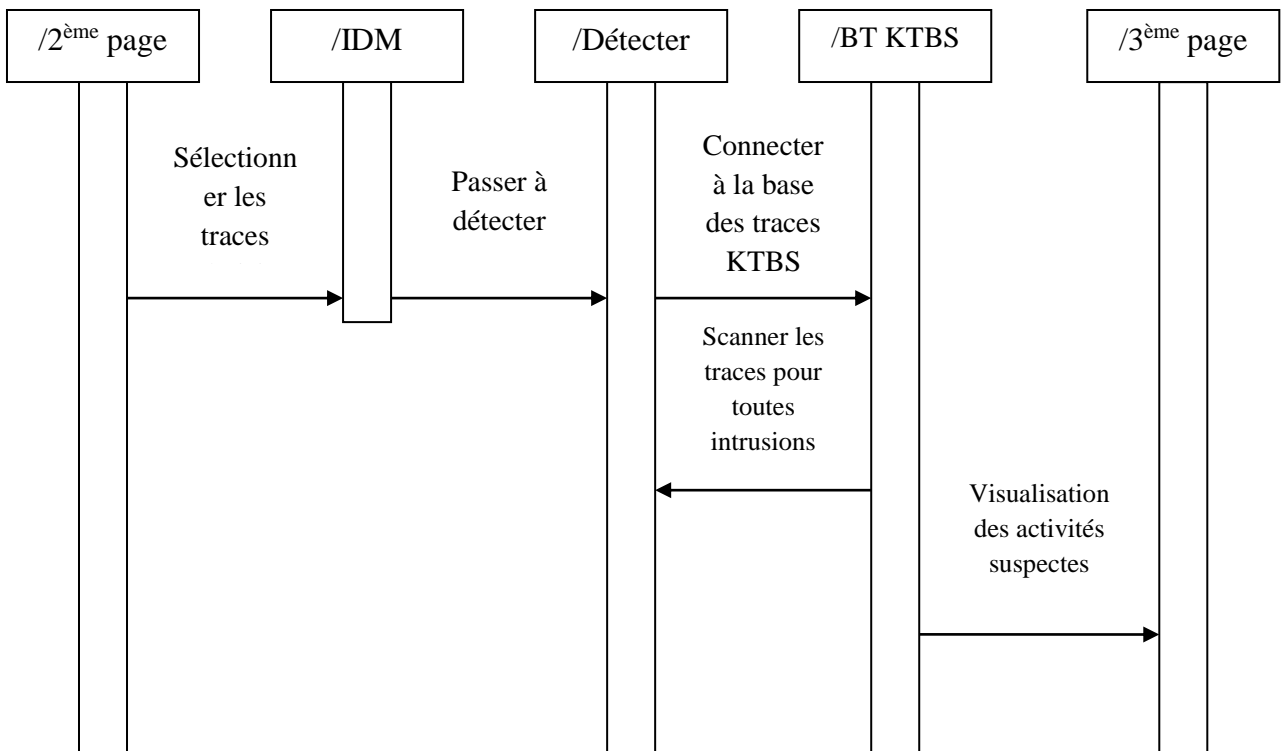 /2ème page
/IDM
/Détecter
/BT KTBS
/3ème page
Sélectionn
er les
traces
Passer à
détecter
Connecter
à la base
des traces
KTBS
Scanner les
traces pour
toutes
intrusions
Visualisation
des activités
suspectes